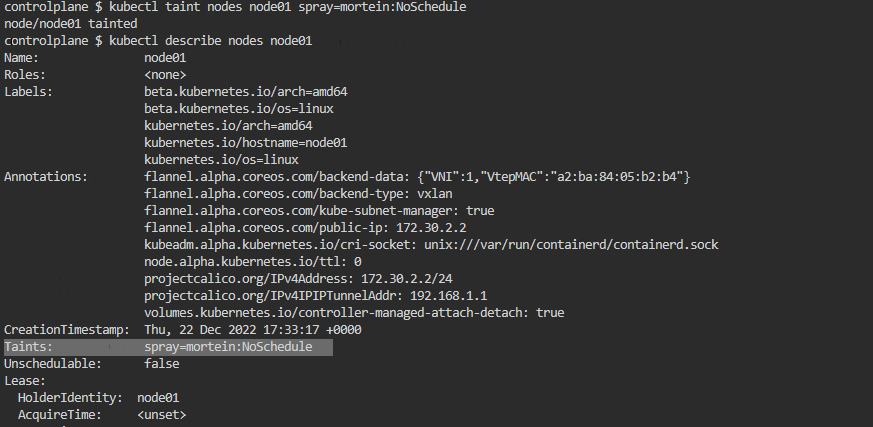 controlplane $ kubectl taint nodes node01 spray=mortein:NoSchedule
node/node01 tainted
controlplane $ kubectl describe nodes node01
Name: node01
Roles: <none>
Labels: beta.kubernetes.io/arch=amd64
beta.kubernetes.io/os=linux
kubernetes.io/arch=amd64
kubernetes.io/hostname=node01
kubernetes.io/os=linux
Annotations: flannel.alpha.coreos.com/backend-data: {"VNI":1,"VtepMAC":"a2:ba:84:05:b2:b4"}
flannel.alpha.coreos.com/backend-type: vxlan
flannel.alpha.coreos.com/kube-subnet-manager: true
flannel.alpha.coreos.com/public-ip: 172.30.2.2
kubeadm.alpha.kubernetes.io/cri-socket: unix:///var/run/containerd/containerd.sock
node.alpha.kubernetes.io/ttl: 0
projectcalico.org/IPv4Address: 172.30.2.2/24
projectcalico.org/IPv4IPIPTunnelAddr: 192.168.1.1
volumes.kubernetes.io/controller-managed-attach-detach: true
CreationTimestamp: Thu, 22 Dec 2022 17:33:17 +0000
Taints: spray=mortein:NoSchedule
Unschedulable: false
Lease:
HolderIdentity: node01
AcquireTime: <unset>